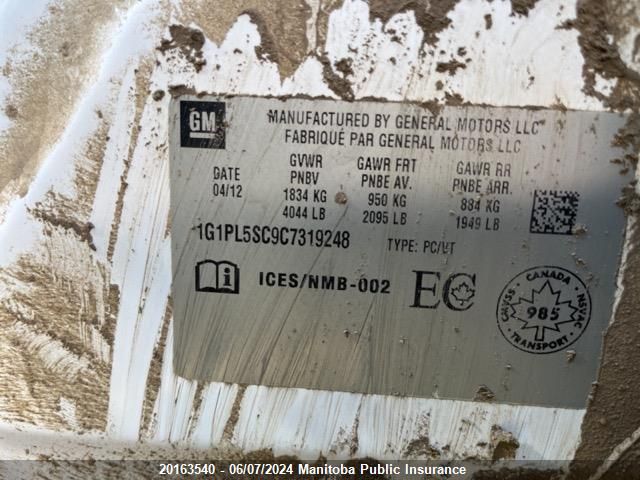 GM
MANUFACTURED BY GENERAL MOTORS LLC
FABRIQUÉ PAR GENERAL MOTORS LLC
DATE
04/12
GVWR
PNBV
1834 KG
4044 LB
GAWR FRT
PNBE AV.
950 KG
2095 LB
GAWR RR
PNBE ARR.
884 KG
1949 LB
1G1PL5SC9C7319248
TYPE: PC/VT
ICES/NMB-002
EC
CANADA
CMVSS
NSVAC
985
TRANSPORT
20163540 - 06/07/2024 Manitoba Public Insurance